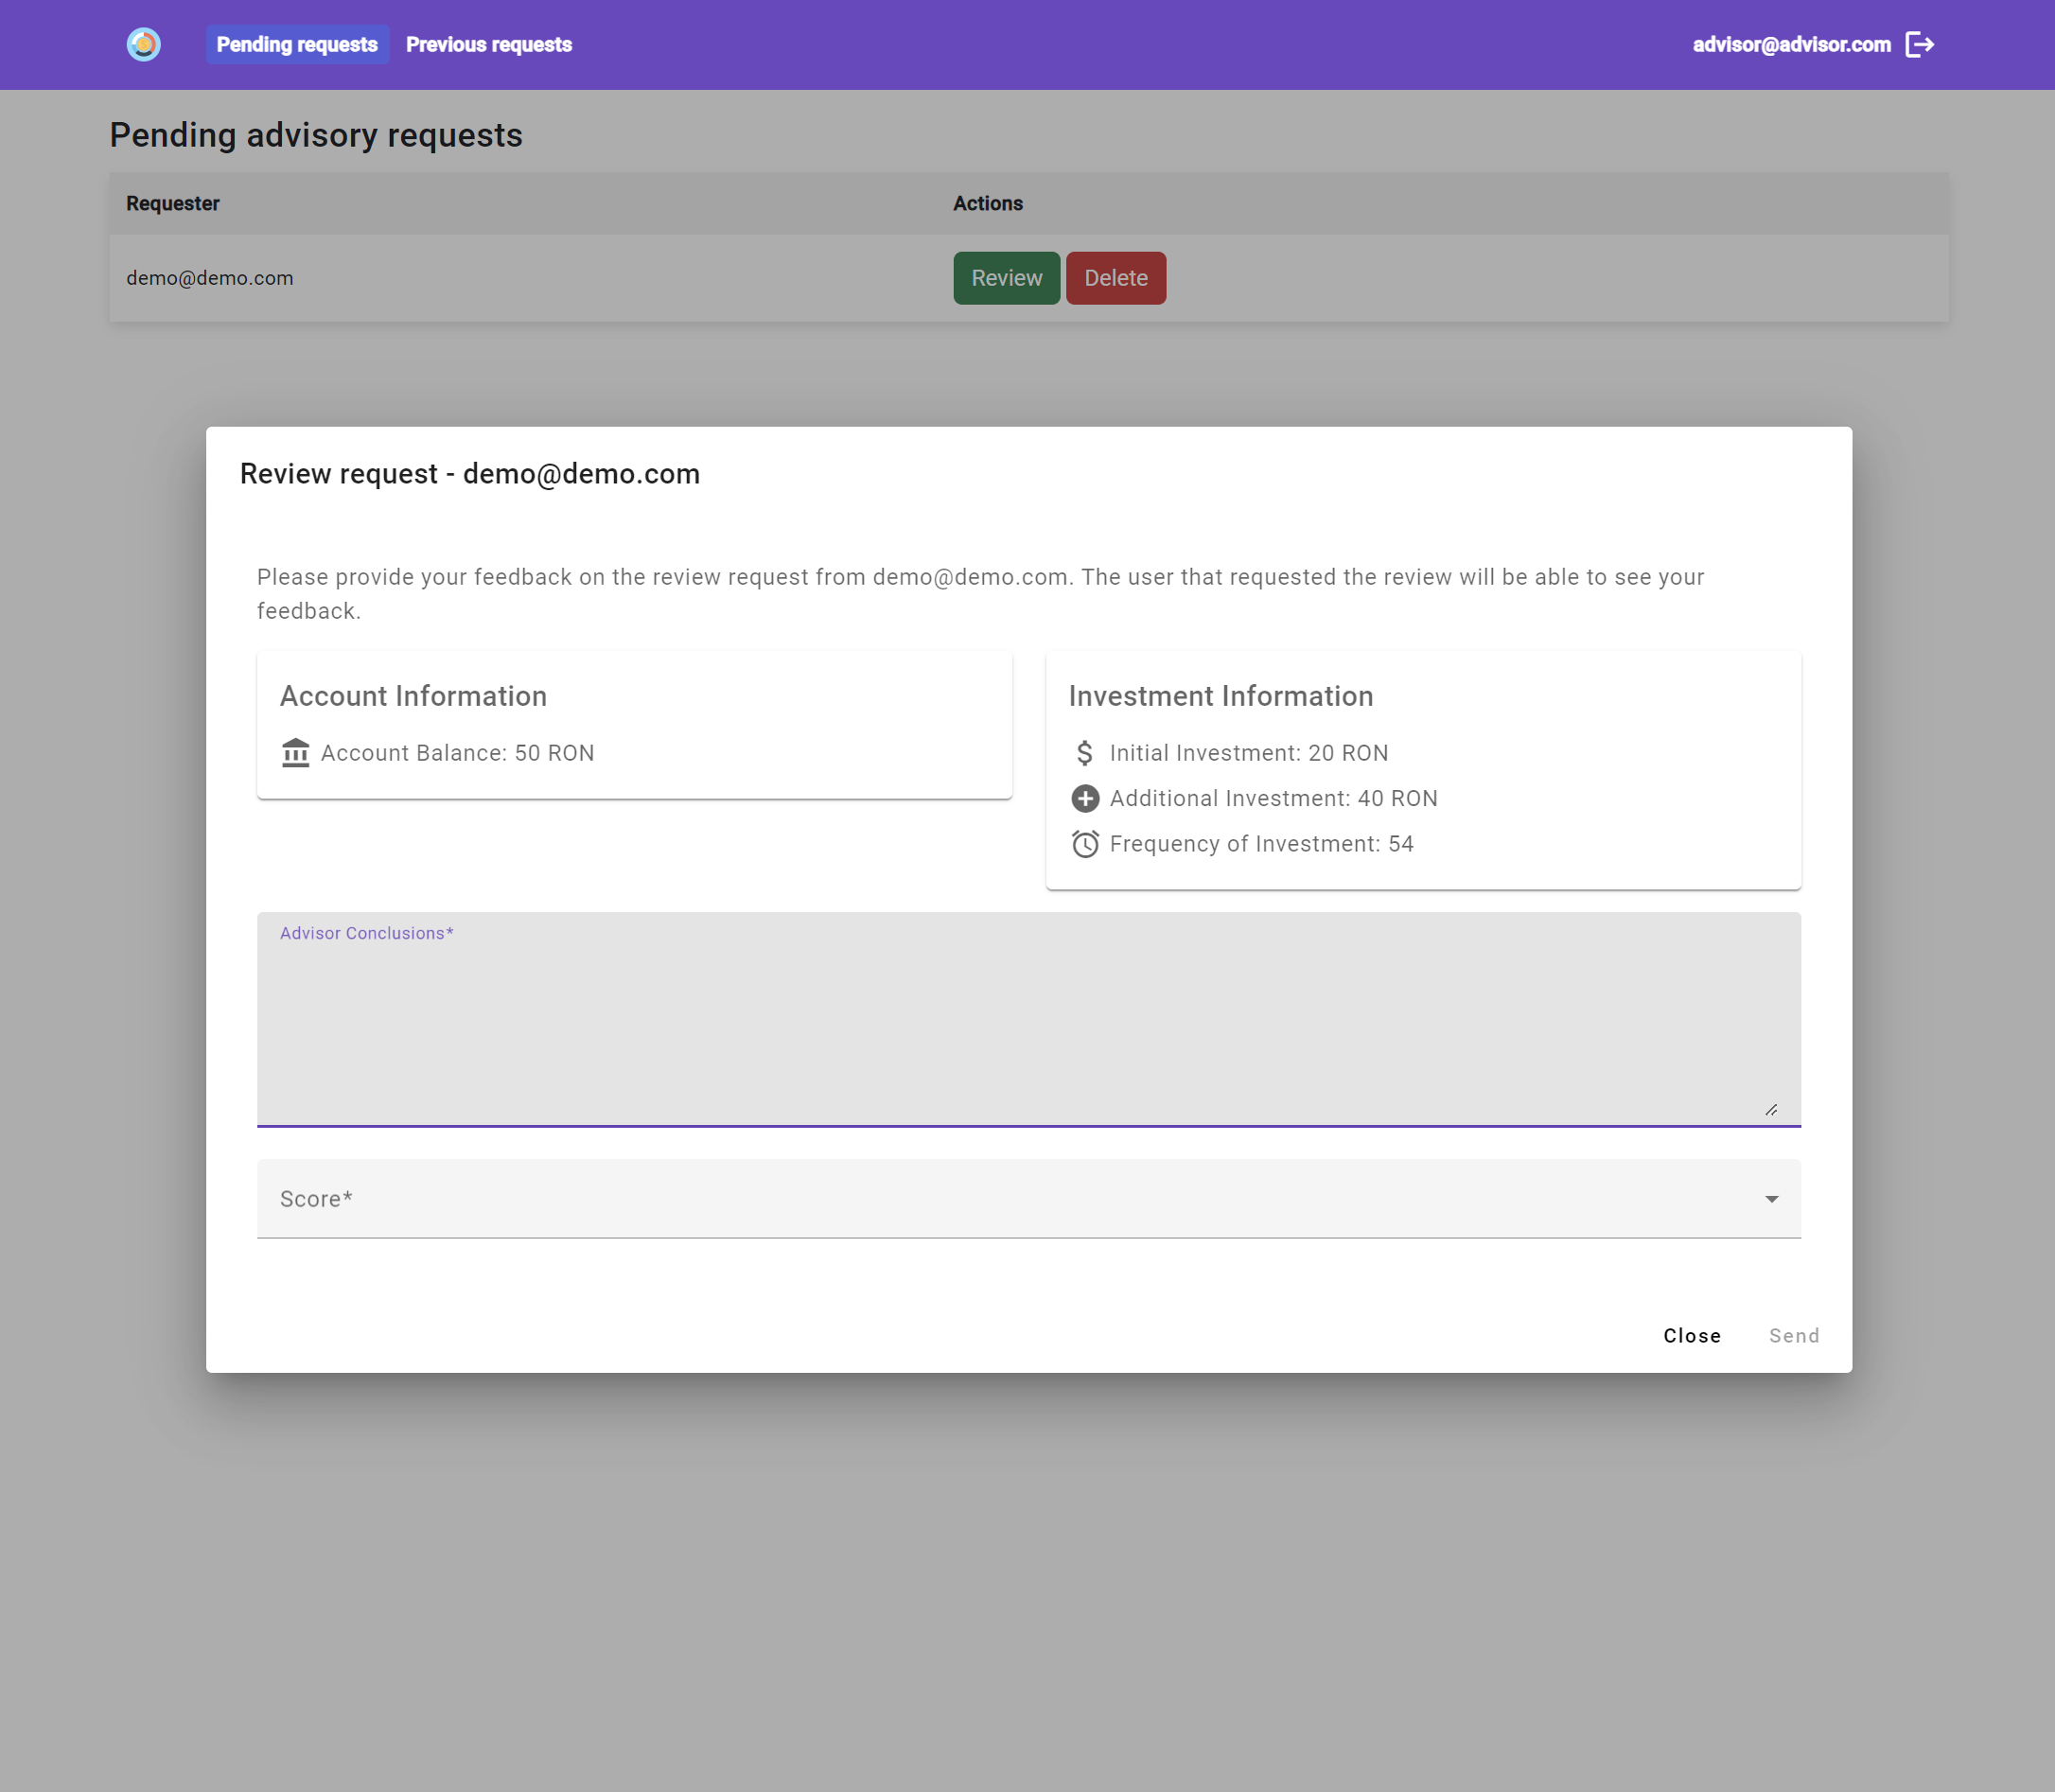 Pending requests
Previous requests
advisor@advisor.com
Pending advisory requests
Requester
Actions
demo@demo.com
Review
Delete
Review request - demo@demo.com
Please provide your feedback on the review request from demo@demo.com. The user that requested the review will be able to see your
feedback.
Account Information
Account Balance: 50 RON
Investment Information
Initial Investment: 20 RON
Additional Investment: 40 RON
Frequency of Investment: 54
Advisor Conclusions*
Score*
Close
Send